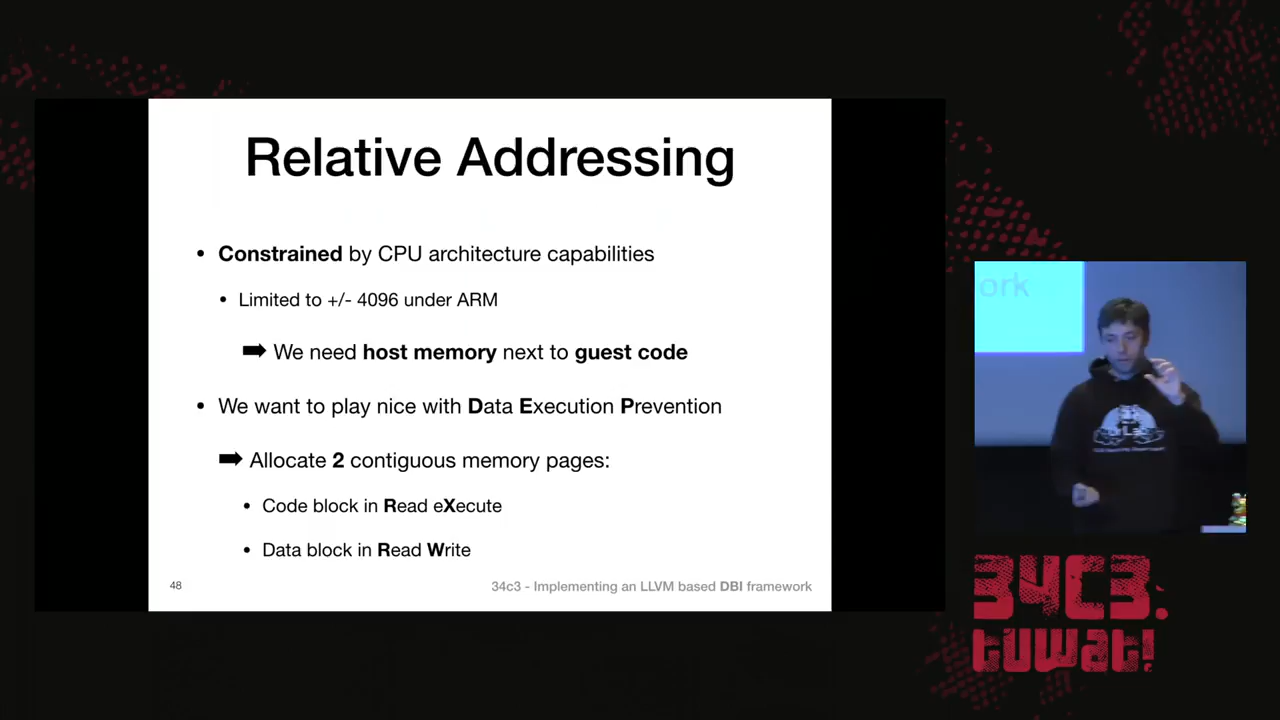 Relative Addressing
• Constrained by CPU architecture capabilities
• Limited to +/- 4096 under ARM
➡ We need host memory next to guest code
• We want to play nice with Data Execution Prevention
➡ Allocate 2 contiguous memory pages:
• Code block in Read eXecute
• Data block in Read Write
48
34c3 - Implementing an LLVM based DBI framework
ork
34C3.
tuwat!